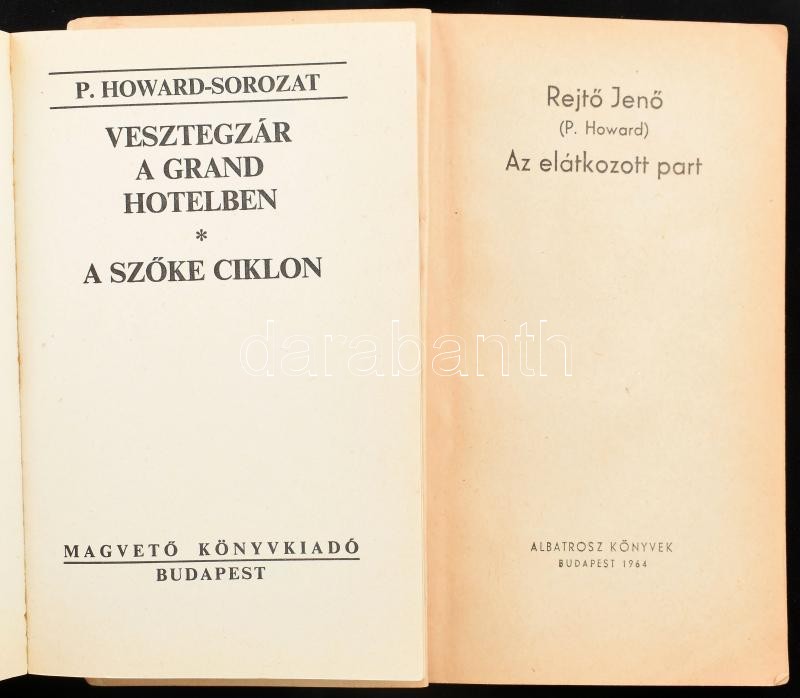 P. HOWARD-SOROZAT
VESZTEGZÁR
A GRAND
HOTELBEN
*
A SZŐKE CIKLON
MAGVETŐ KÖNYVKIADÓ
BUDAPEST
Rejtő Jenő
(P. Howard)
Az elátkozott part
ALBATROSZ KÖNYVEK
BUDAPEST 1964
darabanth